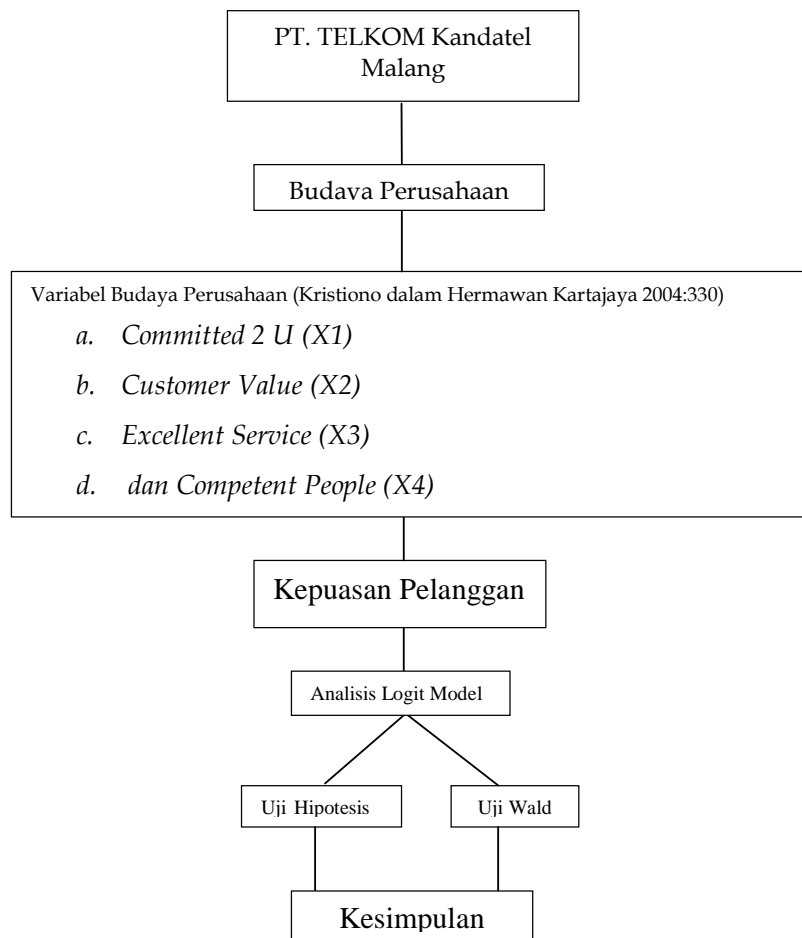 PT. TELKOM Kandatel
Malang
Budaya Perusahaan
Variabel Budaya Perusahaan (Kristiono dalam Hermawan Kartajaya 2004:330)
a. Committed 2 U (X1)
b. Customer Value (X2)
c. Excellent Service (X3)
d. dan Competent People (X4)
Kepuasan Pelanggan
Analisis Logit Model
Uji Hipotesis Uji Wald
Kesimpulan